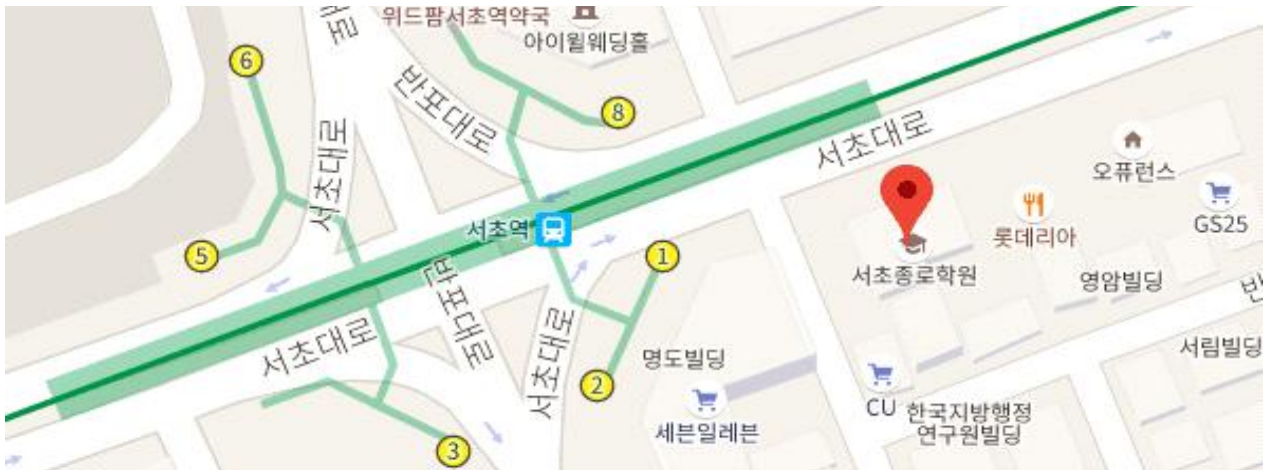 위드팜서초역약국
아이윌웨딩홀
6
8
반포대로
서초대로
서초대로
오퓨런스
GS25
롯데리아
서초역
1
5
서초종로학원
영암빌딩
반포대로
서초대로
서초대로
명도빌딩
서림빌딩
2
CU
한국지방행정
연구원빌딩
세븐일레븐
3